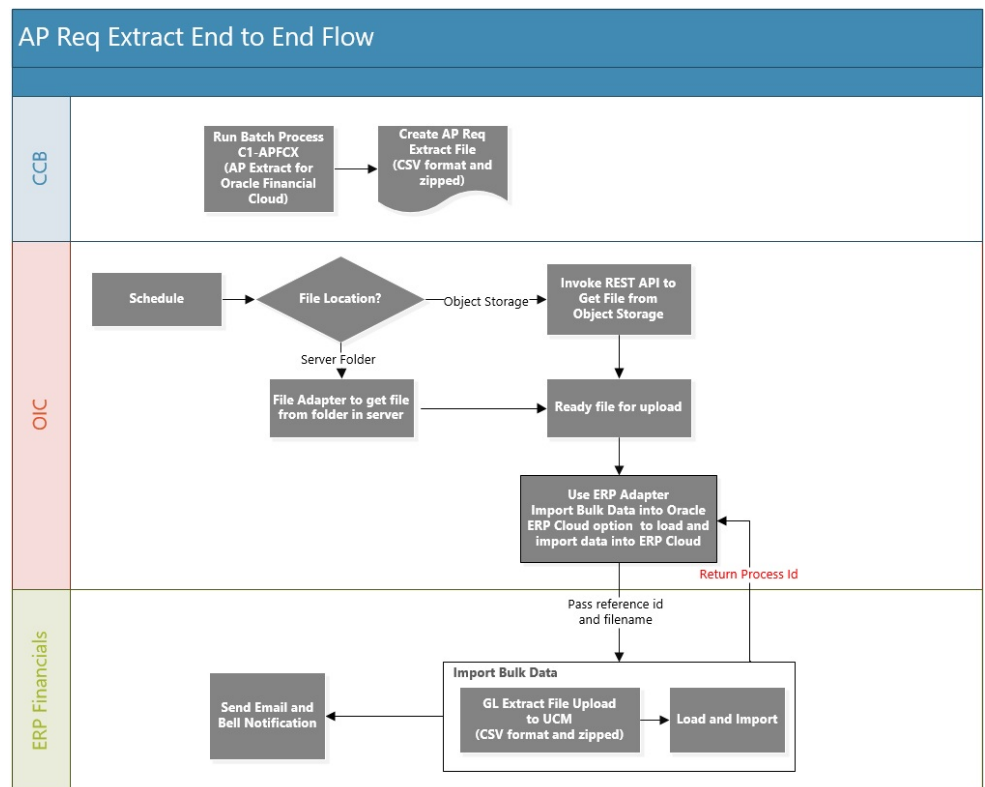 AP Req Extract End to End Flow
CCB
Run Batch Process
C1-APFCX
(AP Extract for
Oracle Financial
Cloud)
Create AP Req
Extract File
(CSV format and
zipped)
OIC
Schedule
File Location?
Object Storage
Invoke REST API to
Get File from
Object Storage
Server Folder
File Adapter to get file
from folder in server
Ready file for upload
Use ERP Adapter
Import Bulk Data into Oracle
ERP Cloud option to load and
import data into ERP Cloud
Return Process Id
Pass reference id
and filename
ERP Financials
Import Bulk Data
GL Extract File Upload
to UCM
(CSV format and zipped)
Load and Import
Send Email and
Bell Notification